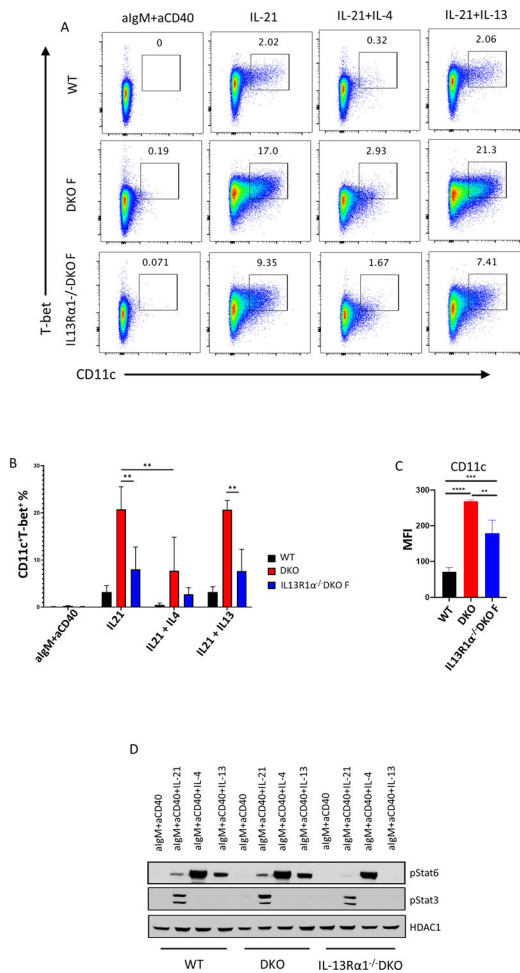 A
aIgM+aCD40 IL-21 IL-21+IL-4 IL-21+IL-13
WT
0 2.02 0.32 2.06
DKO F
0.19 17.0 2.93 21.3
IL13Rα1-/-DKO F
0.071 9.35 1.67 7.41
T-bet
CD11c
B
CD11c⁺T-bet⁺ %
30
20
10
0
** ** **
aIgM+aCD40 IL21 IL21 + IL4 IL21 + IL13
WT
DKO
IL13R1α⁻/⁻DKO F
C
CD11c
MFI
300
200
100
0
***
**** **
WT DKO IL13R1α⁻/⁻DKO F
D
aIgM+aCD40 aIgM+aCD40+IL-21 aIgM+aCD40+IL-4 aIgM+aCD40+IL-13 aIgM+aCD40 aIgM+aCD40+IL-21 aIgM+aCD40+IL-4 aIgM+aCD40+IL-13 aIgM+aCD40 aIgM+aCD40+IL-21 aIgM+aCD40+IL-4 aIgM+aCD40+IL-13
pStat6
pStat3
HDAC1
WT DKO IL-13Rα1⁻/⁻DKO